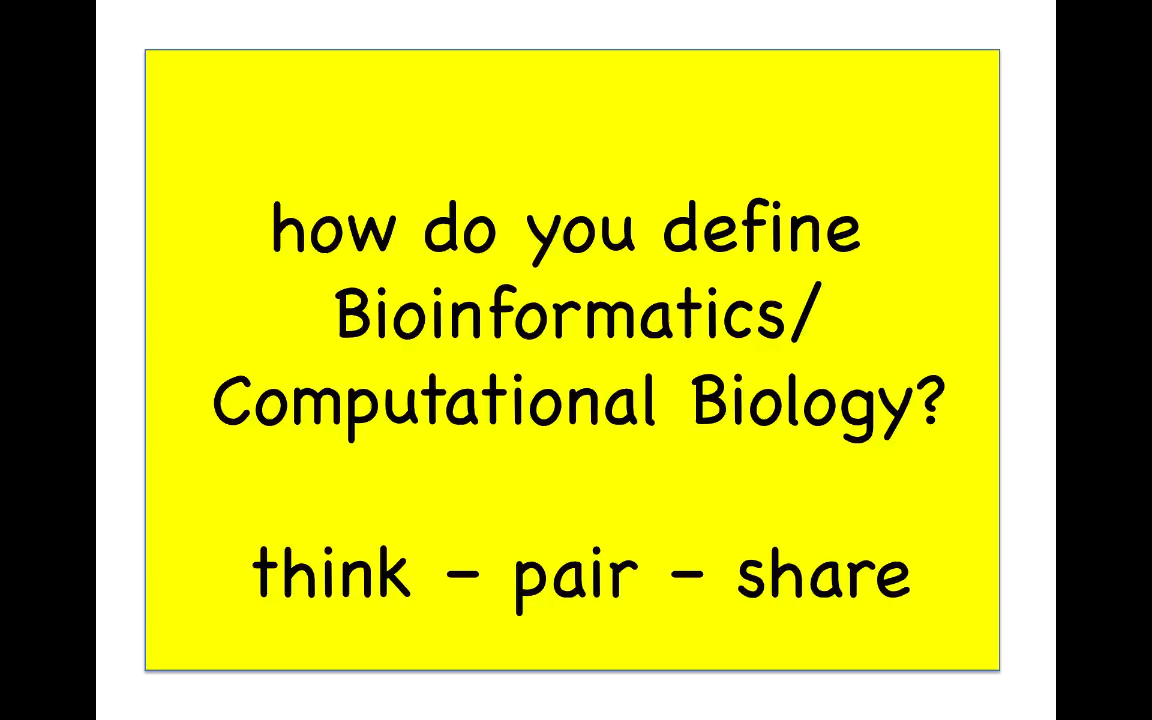 how do you define
Bioinformatics/
Computational Biology?
think – pair – share